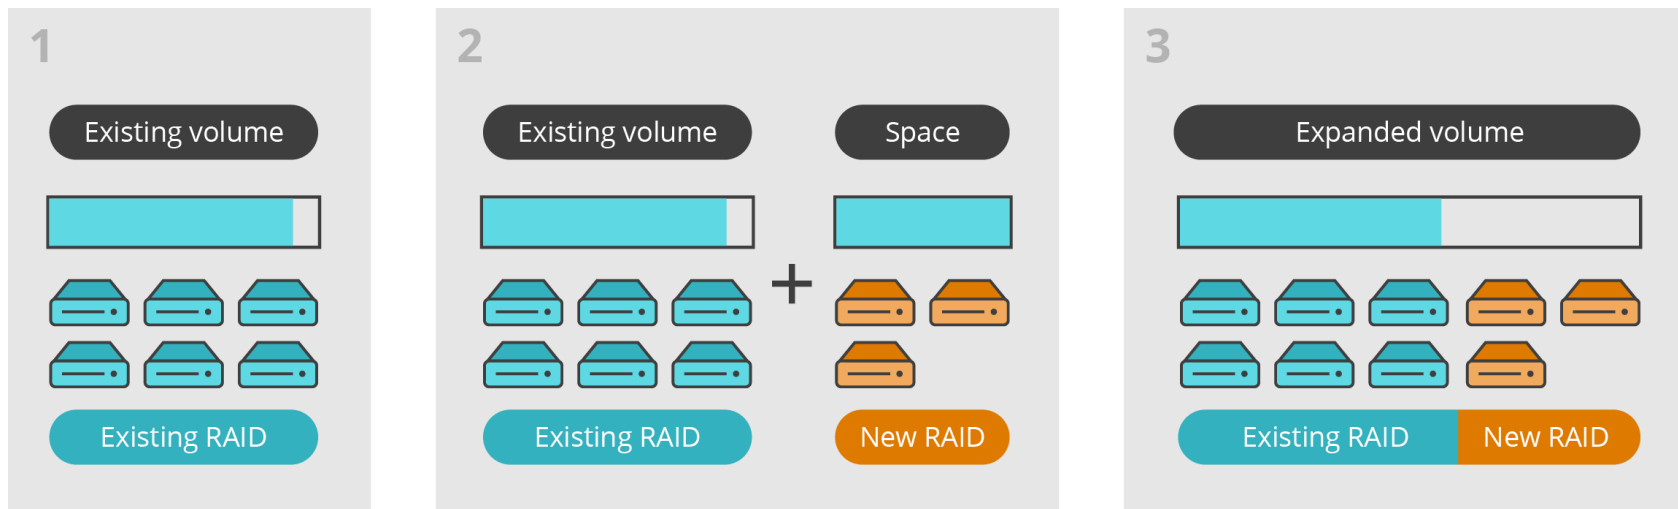 1
Existing volume
Existing RAID
2
Existing volume
Space
+
Existing RAID
New RAID
3
Expanded volume
Existing RAID
New RAID